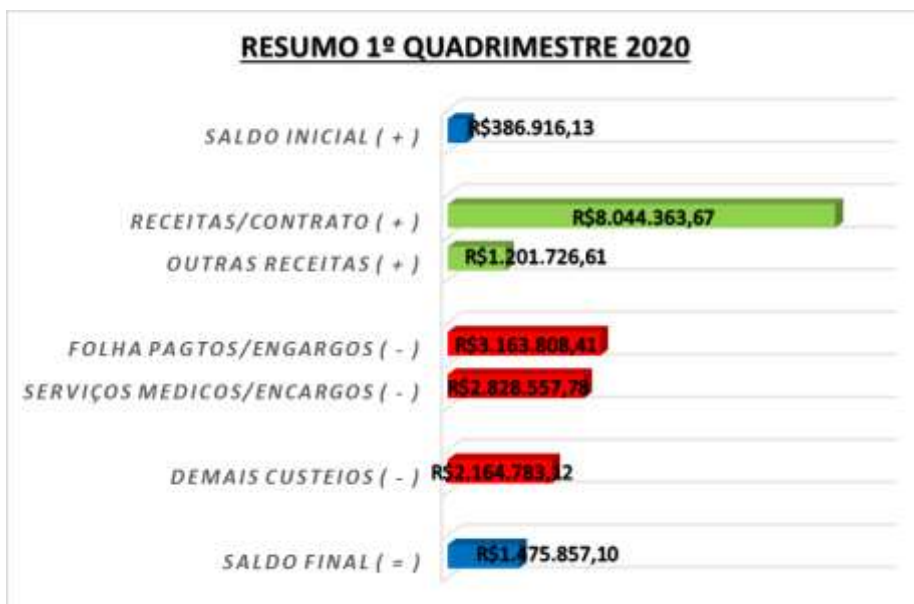 RESUMO 1º QUADRIMESTRE 2020
SALDO INICIAL ( + ) R$386.916,13
RECEITAS/CONTRATO ( + ) R$8.044.363,67
OUTRAS RECEITAS ( + ) R$1.201.726,61
FOLHA PAGTOS/ENGARGOS ( - ) R$3.163.808,41
SERVIÇOS MEDICOS/ENCARGOS ( - ) R$2.828.557,78
DEMAIS CUSTEIOS ( - ) R$2.164.783,12
SALDO FINAL ( = ) R$1.475.857,10